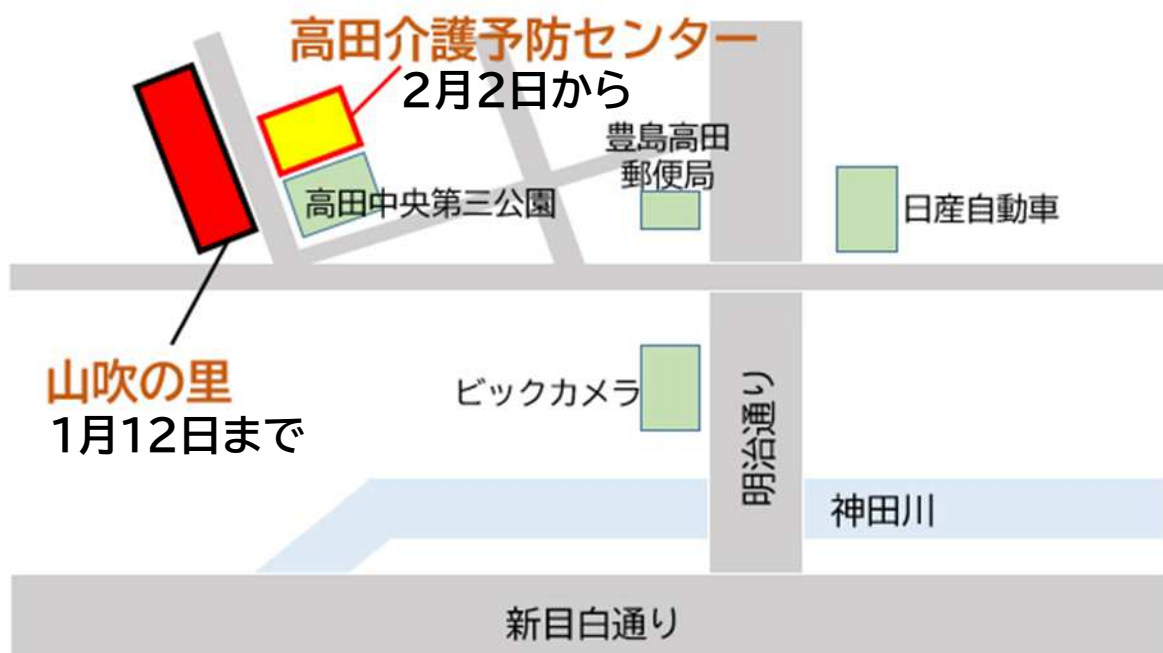 高田介護予防センター
2月2日から
豊島高田
郵便局
高田中央第三公園
日産自動車
山吹の里
1月12日まで
ビックカメラ
明治通り
神田川
新目白通り